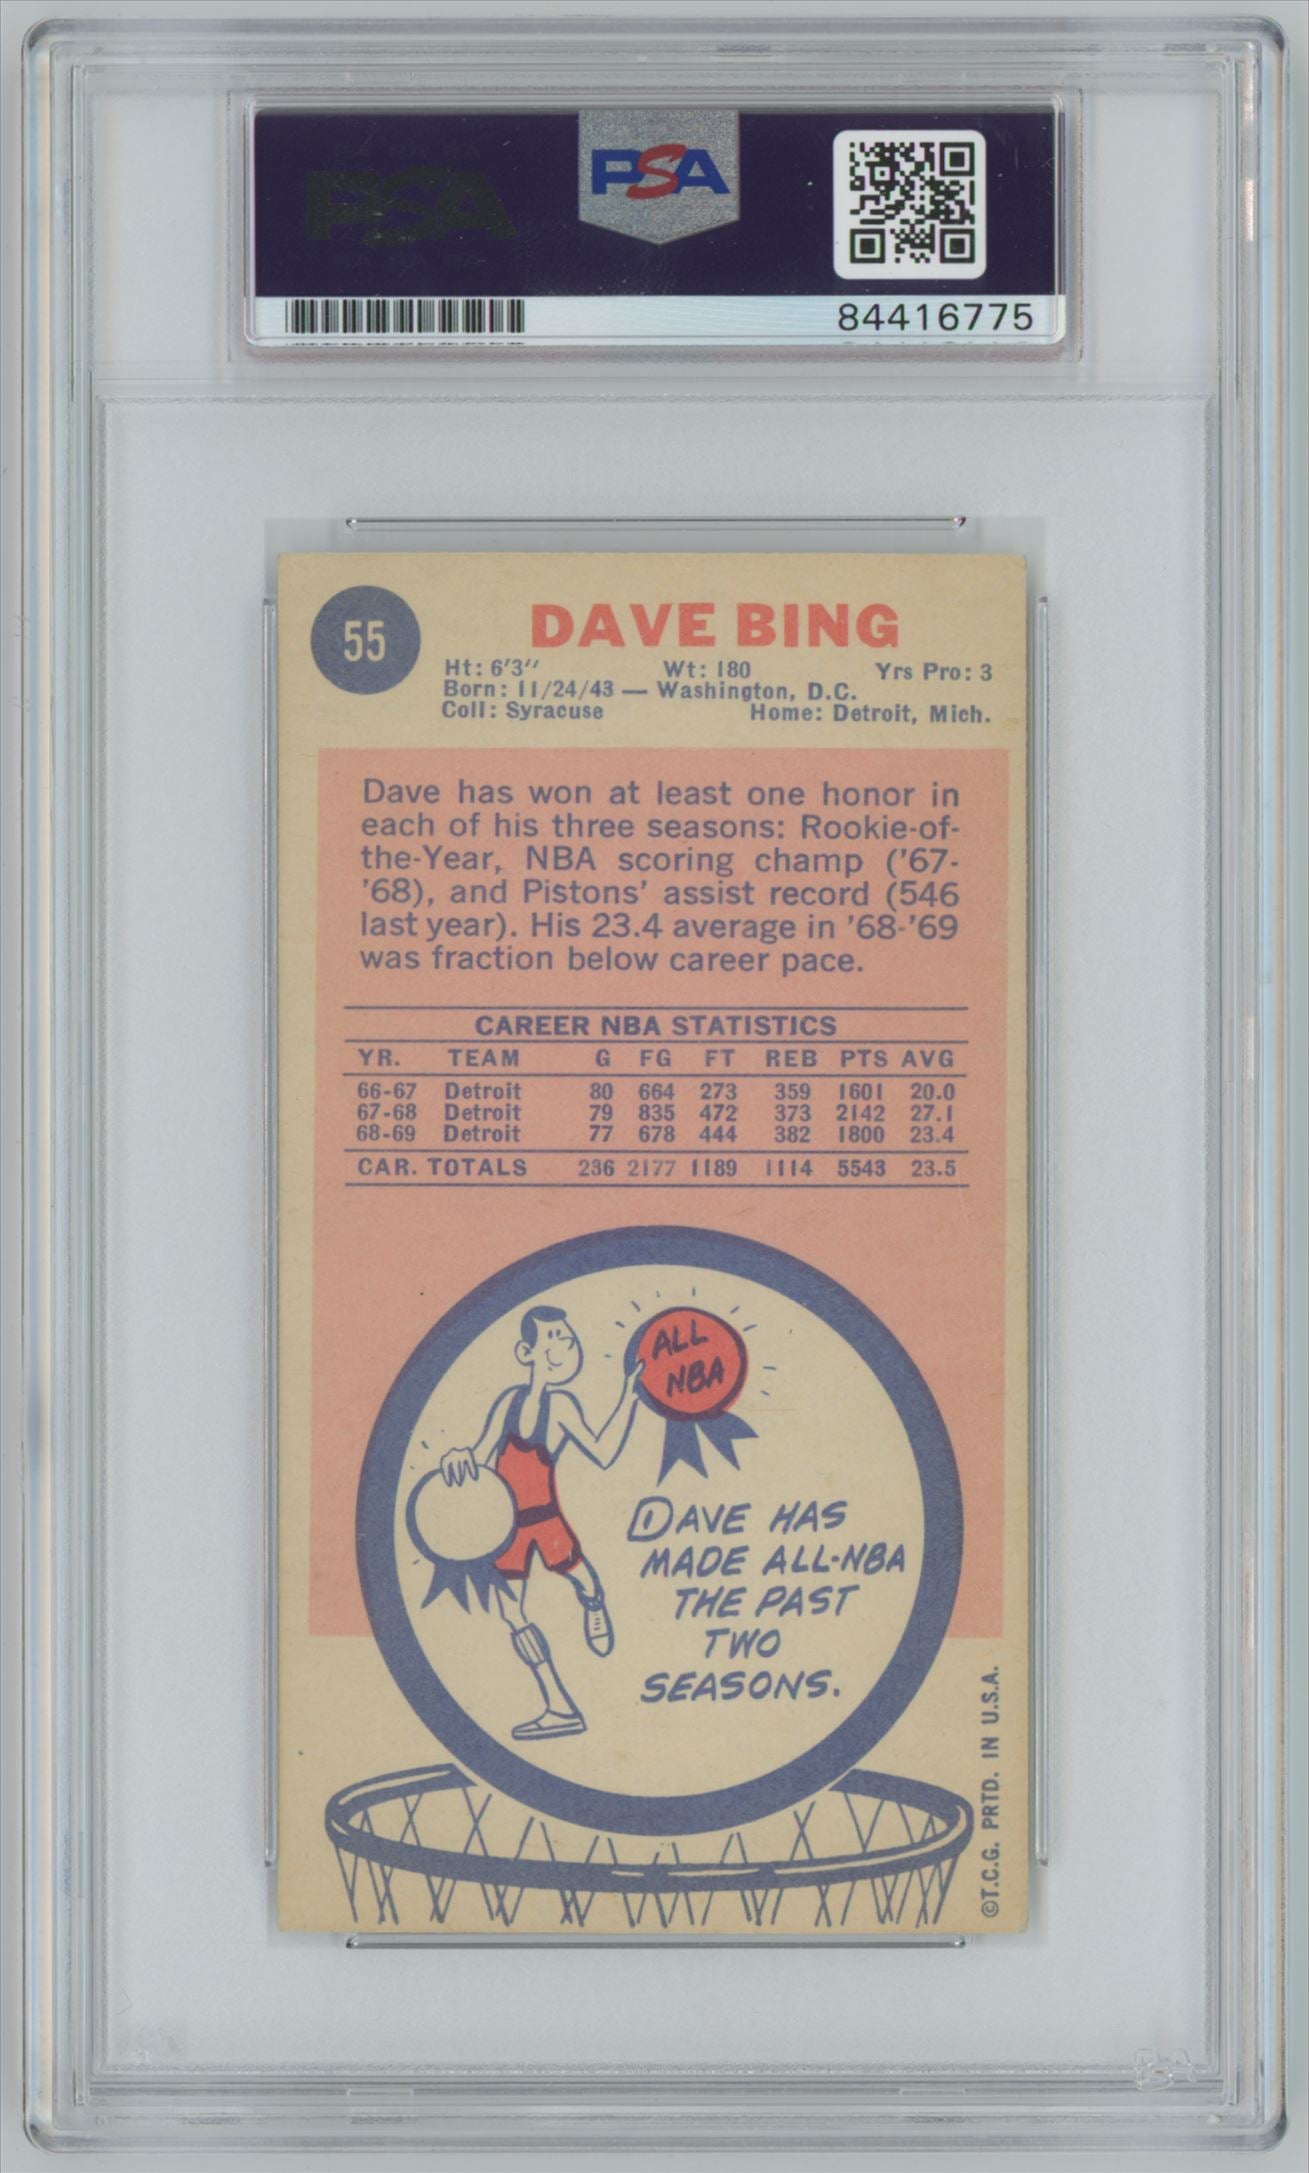 PSA
PSA
84416775
55
DAVE BING
Ht: 6'3" Wt: 180 Yrs Pro: 3
Born: 11/24/43 — Washington, D.C.
Coll: Syracuse Home: Detroit, Mich.
Dave has won at least one honor in
each of his three seasons: Rookie-of-
the-Year, NBA scoring champ ('67-
'68), and Pistons' assist record (546
last year). His 23.4 average in '68-'69
was fraction below career pace.
CAREER NBA STATISTICS
YR. TEAM G FG FT REB PTS AVG
66-67 Detroit 80 664 273 359 1601 20.0
67-68 Detroit 79 835 472 373 2142 27.1
68-69 Detroit 77 678 444 382 1800 23.4
CAR. TOTALS 236 2177 1189 1114 5543 23.5
ALL
NBA
DAVE HAS
MADE ALL-NBA
THE PAST
TWO
SEASONS.
©T.C.G. PRTD. IN U.S.A.
PSA